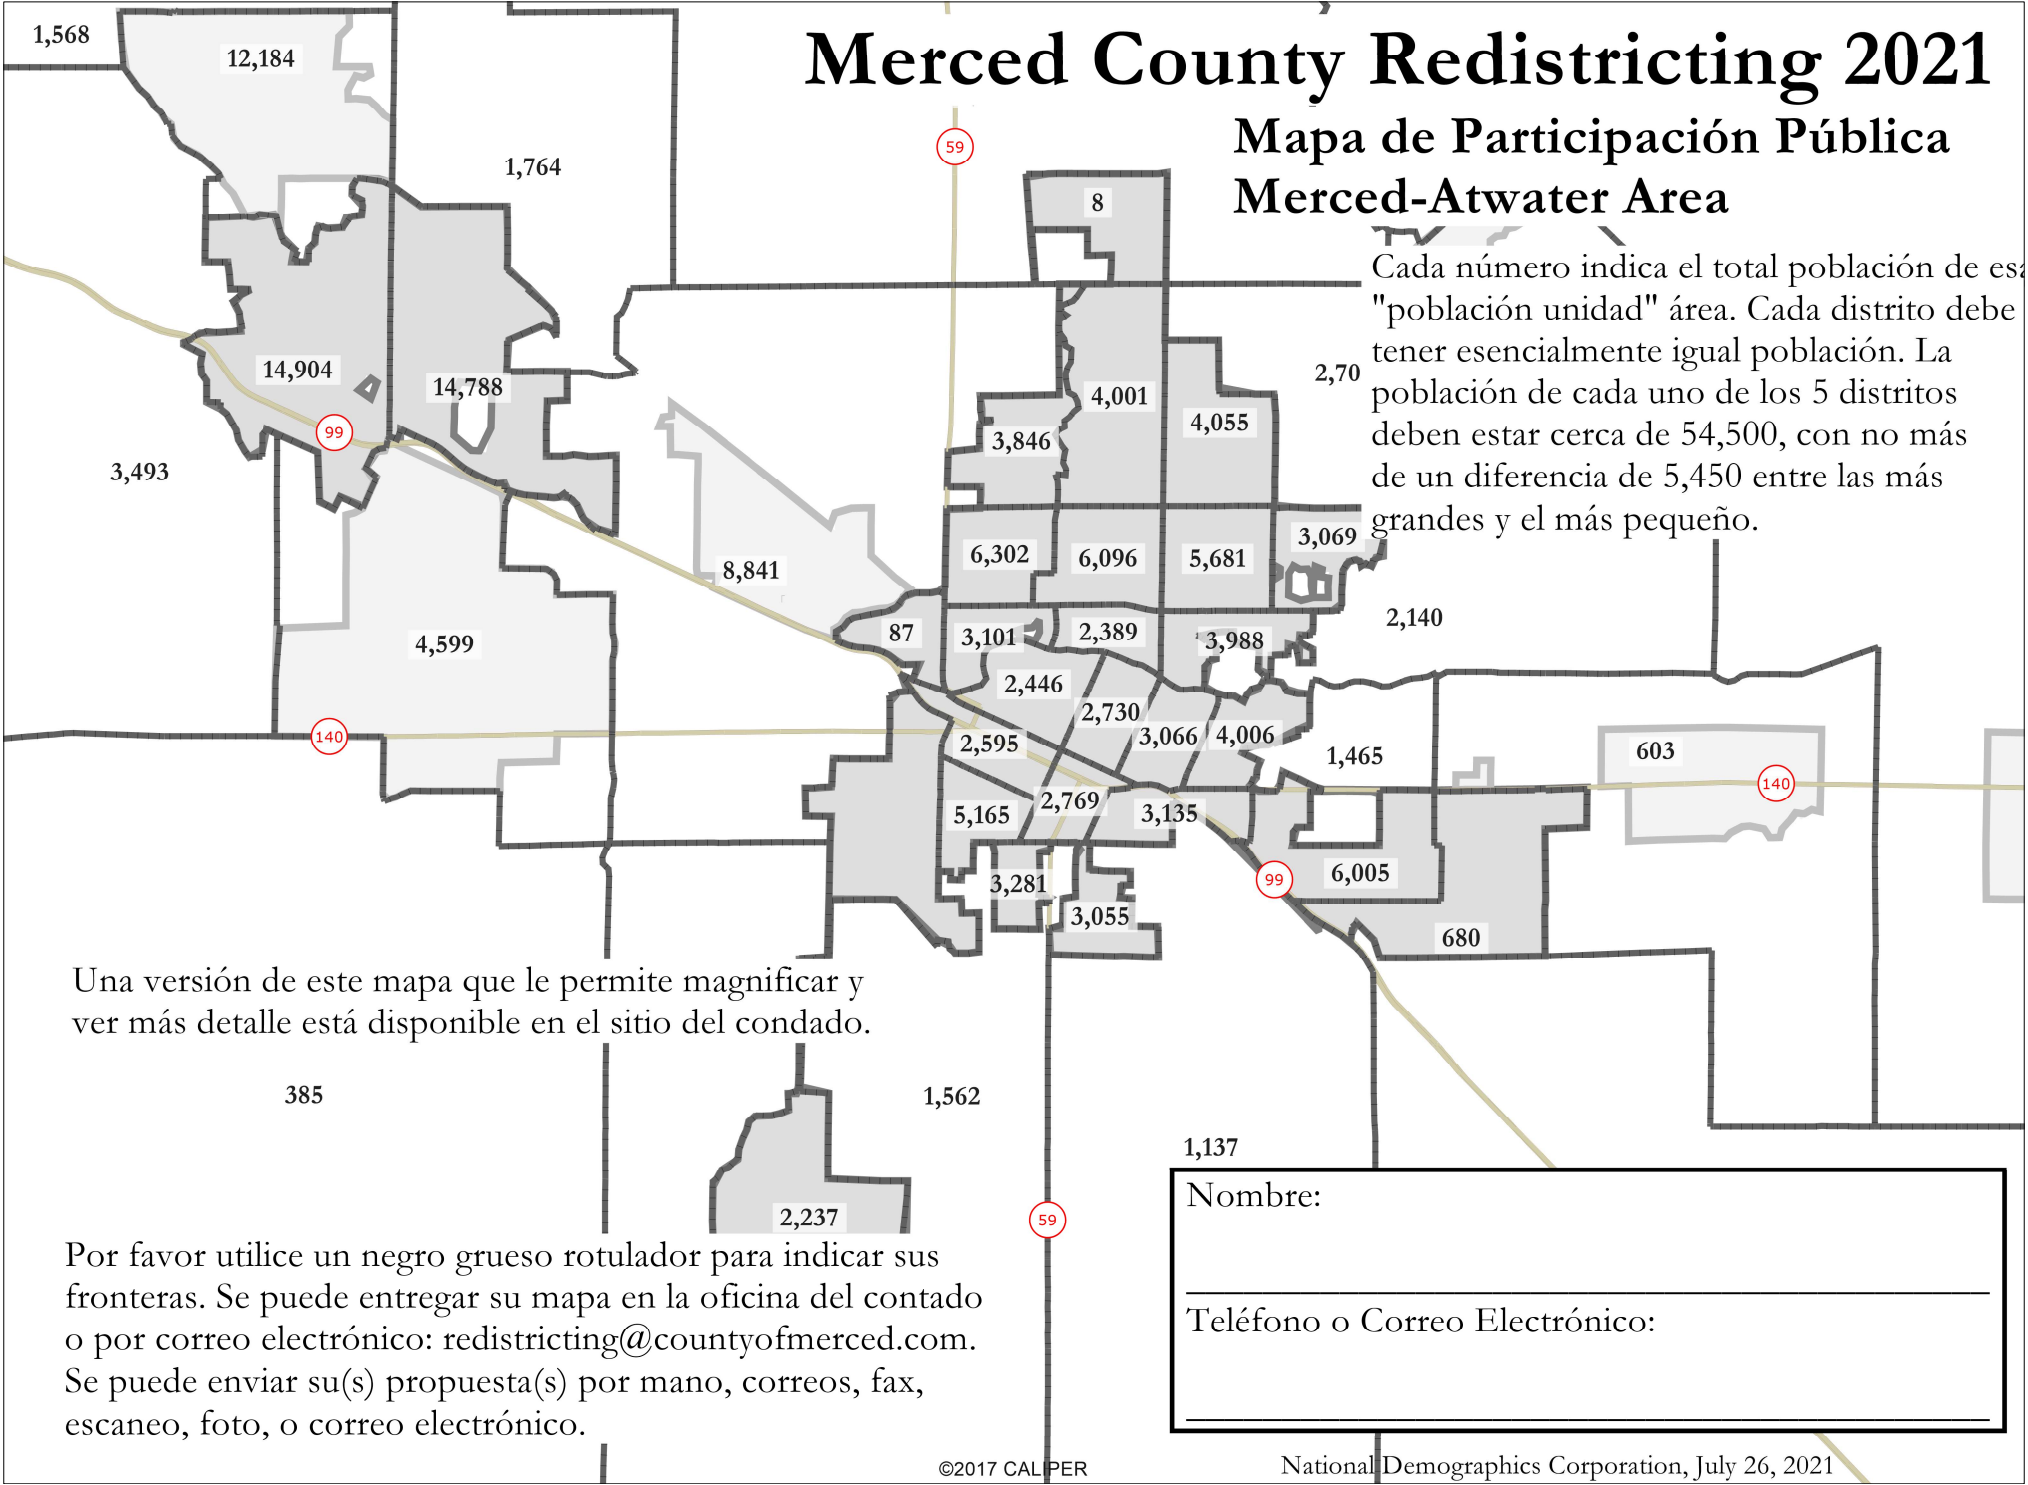 Merced County Redistricting 2021
Mapa de Participación Pública
Merced-Atwater Area
Cada número indica el total población de esa
"población unidad" área. Cada distrito debe
tener esencialmente igual población. La
población de cada uno de los 5 distritos
deben estar cerca de 54,500, con no más
de un diferencia de 5,450 entre las más
grandes y el más pequeño.
1,568
12,184
1,764
59
8
14,904
14,788
2,70
4,001
4,055
3,846
99
3,493
3,069
6,302
6,096
5,681
8,841
2,140
87
3,101
2,389
3,988
4,599
2,446
2,730
3,066
4,006
140
2,595
1,465
603
140
2,769
5,165
3,135
3,281
99
6,005
3,055
680
Una versión de este mapa que le permite magnificar y
ver más detalle está disponible en el sitio del condado.
385
1,562
1,137
2,237
59
Por favor utilice un negro grueso rotulador para indicar sus
fronteras. Se puede entregar su mapa en la oficina del contado
o por correo electrónico: redistricting@countyofmerced.com.
Se puede enviar su(s) propuesta(s) por mano, correos, fax,
escaneo, foto, o correo electrónico.
Nombre:
Teléfono o Correo Electrónico:
©2017 CALIPER
National Demographics Corporation, July 26, 2021